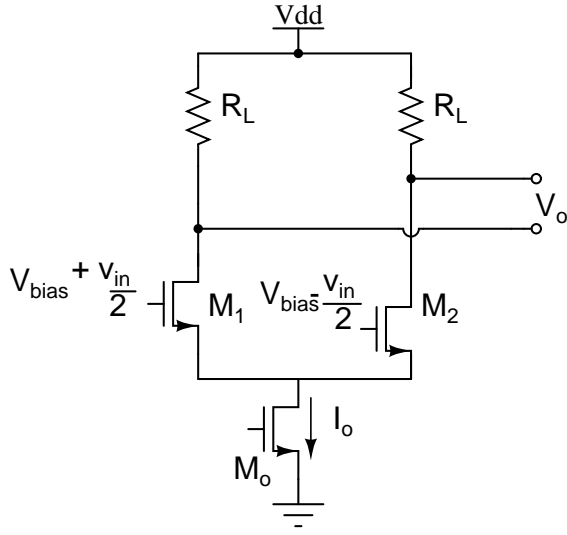 Vdd
R_L R_L
V_o
V_bias + v_in/2 M_1 V_bias - v_in/2 M_2
I_o
M_o